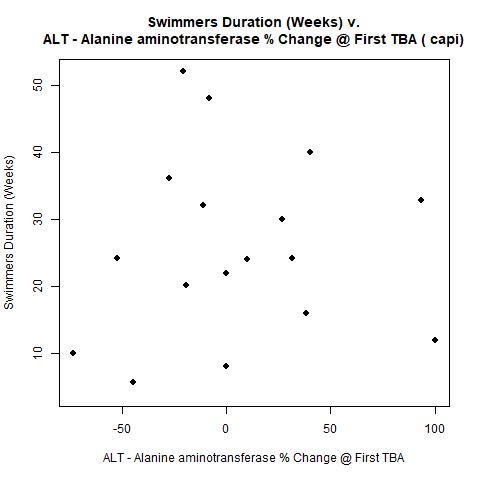 Swimmers Duration (Weeks) v.
ALT - Alanine aminotransferase % Change @ First TBA ( capi)
Swimmers Duration (Weeks)
50
40
30
20
10
-50
0
50
100
ALT - Alanine aminotransferase % Change @ First TBA